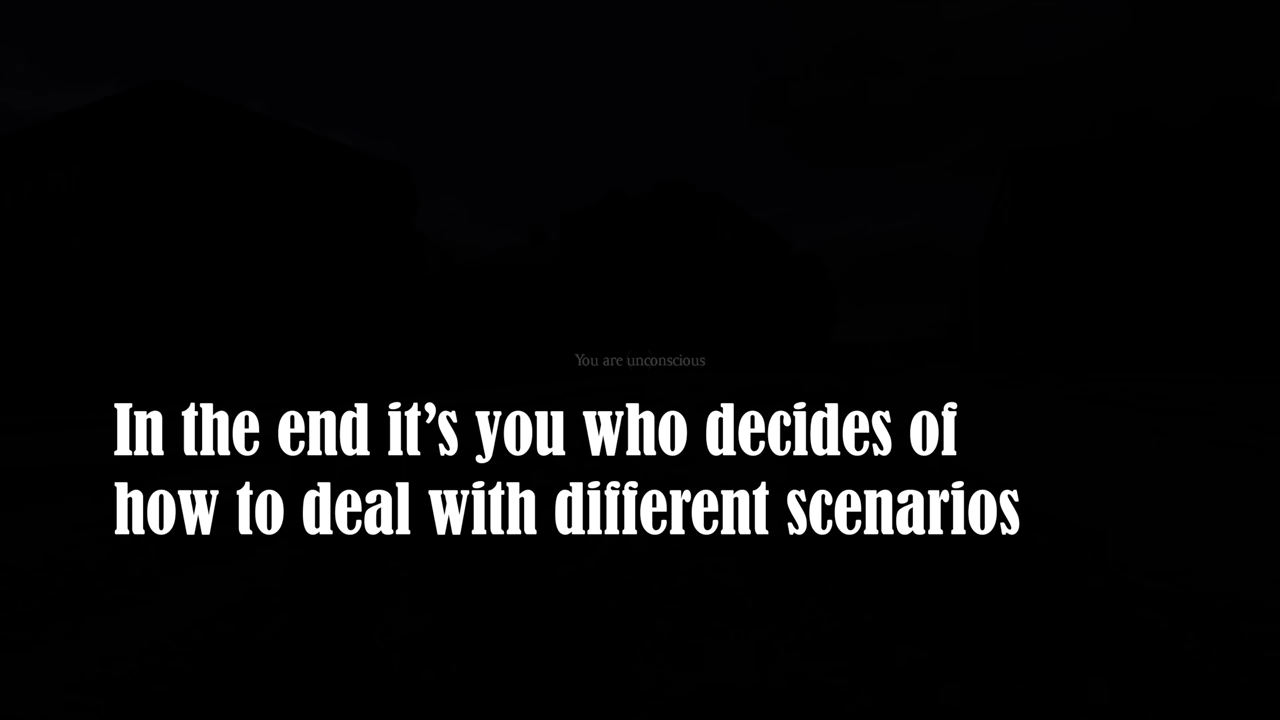 You are unconscious
In the end it’s you who decides of
how to deal with different scenarios